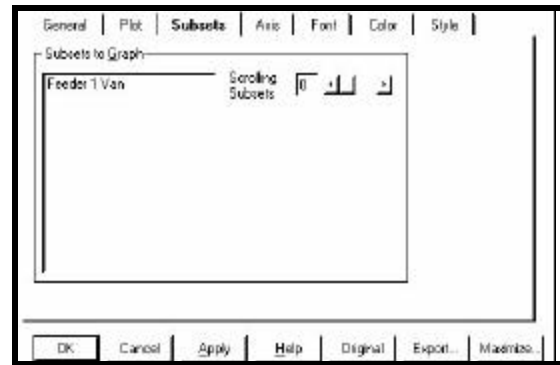 General Plot Subsets Axis Font Color Style
Subsets to Graph
Feeder 1 Van
Scrolling Subsets 0
OK Cancel Apply Help Original Export... Maximize...